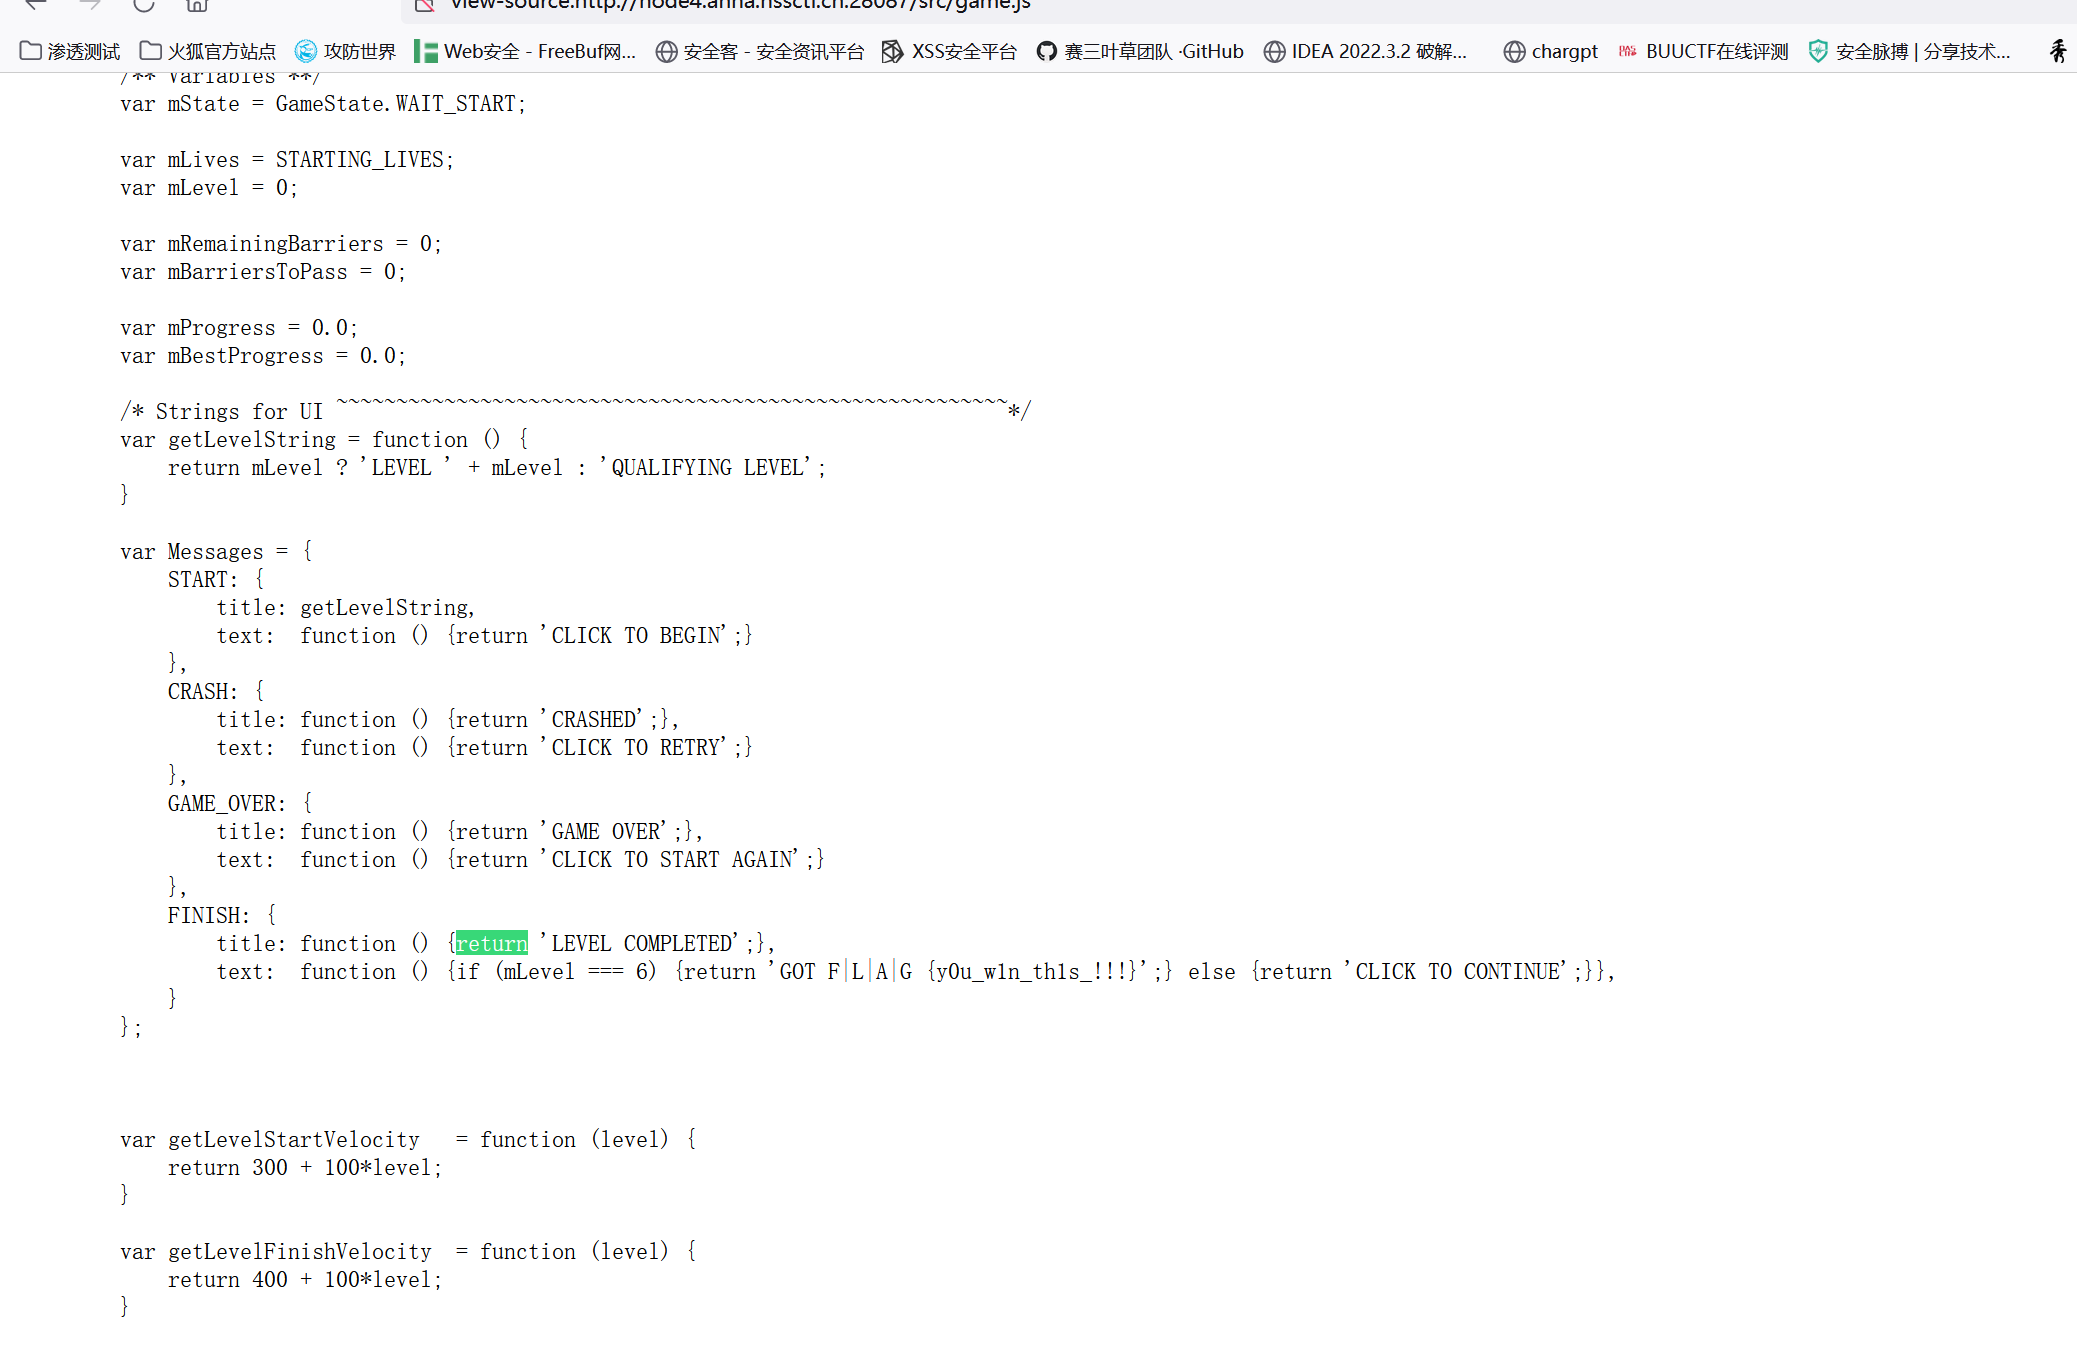 view-source:http://node4.anna.nssctf.cn:28087/src/game.js
渗透测试 火狐官方站点 攻防世界 Web安全 - FreeBuf网... 安全客 - 安全资讯平台 XSS安全平台 赛三叶草团队 ·GitHub IDEA 2022.3.2 破解... chargpt BUUCTF在线评测 安全脉搏 | 分享技术...
/** Variables **/
var mState = GameState.WAIT_START;
var mLives = STARTING_LIVES;
var mLevel = 0;
var mRemainingBarriers = 0;
var mBarriersToPass = 0;
var mProgress = 0.0;
var mBestProgress = 0.0;
/* Strings for UI ~~~~~~~~~~~~~~~~~~~~~~~~~~~~~~~~~~~~~~~~~~~~~~~~~~~~~~~~*/
var getLevelString = function () {
    return mLevel ? 'LEVEL ' + mLevel : 'QUALIFYING LEVEL';
}
var Messages = {
    START: {
        title: getLevelString,
        text:  function () {return 'CLICK TO BEGIN';}
    },
    CRASH: {
        title: function () {return 'CRASHED';},
        text:  function () {return 'CLICK TO RETRY';}
    },
    GAME_OVER: {
        title: function () {return 'GAME OVER';},
        text:  function () {return 'CLICK TO START AGAIN';}
    },
    FINISH: {
        title: function () {return 'LEVEL COMPLETED';},
        text:  function () {if (mLevel === 6) {return 'GOT F|L|A|G {y0u_w1n_th1s_!!!}';} else {return 'CLICK TO CONTINUE';}},
    }
};
var getLevelStartVelocity   = function (level) {
    return 300 + 100*level;
}
var getLevelFinishVelocity  = function (level) {
    return 400 + 100*level;
}